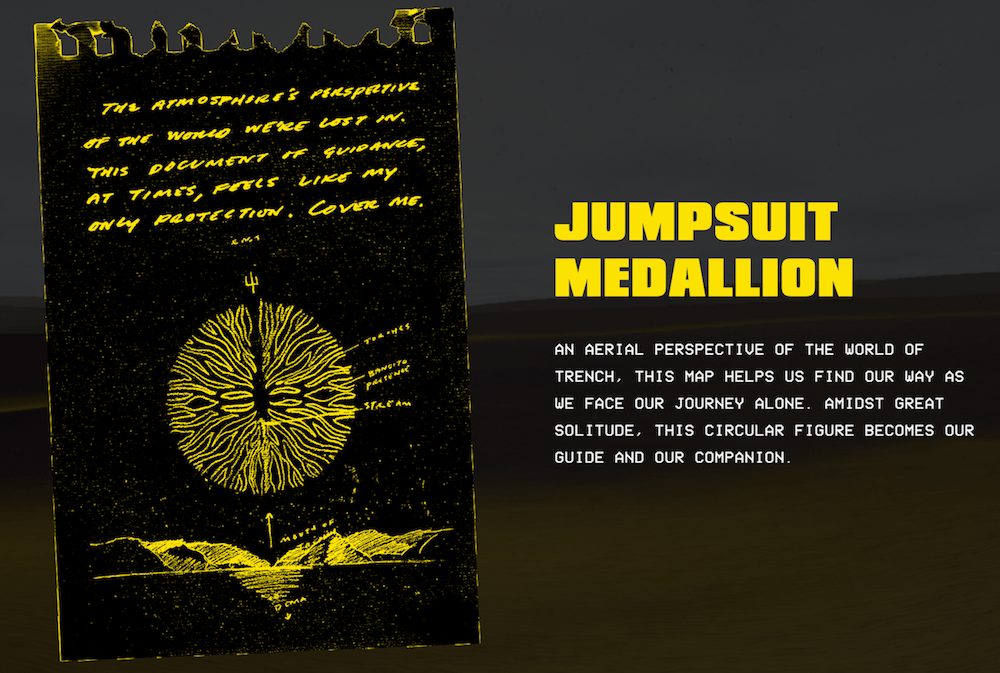 THE ATMOSPHERE'S PERSPECTIVE
OF THE WORLD WE'RE LOST IN.
THIS DOCUMENT OF GUIDANCE,
AT TIMES, FEELS LIKE MY
ONLY PROTECTION. COVER ME.
TORCHES
BANDITO
PRESENCE
STREAM
MOUTH OF
DEMA
JUMPSUIT
MEDALLION
AN AERIAL PERSPECTIVE OF THE WORLD OF
TRENCH, THIS MAP HELPS US FIND OUR WAY AS
WE FACE OUR JOURNEY ALONE. AMIDST GREAT
SOLITUDE, THIS CIRCULAR FIGURE BECOMES OUR
GUIDE AND OUR COMPANION.